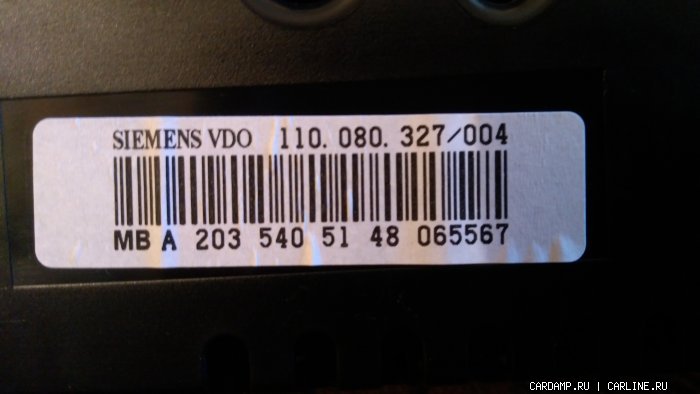 SIEMENS VDO 110.080.327/004
MB A 203 540 51 48 065567
CARDAMP.RU | CARLINE.RU